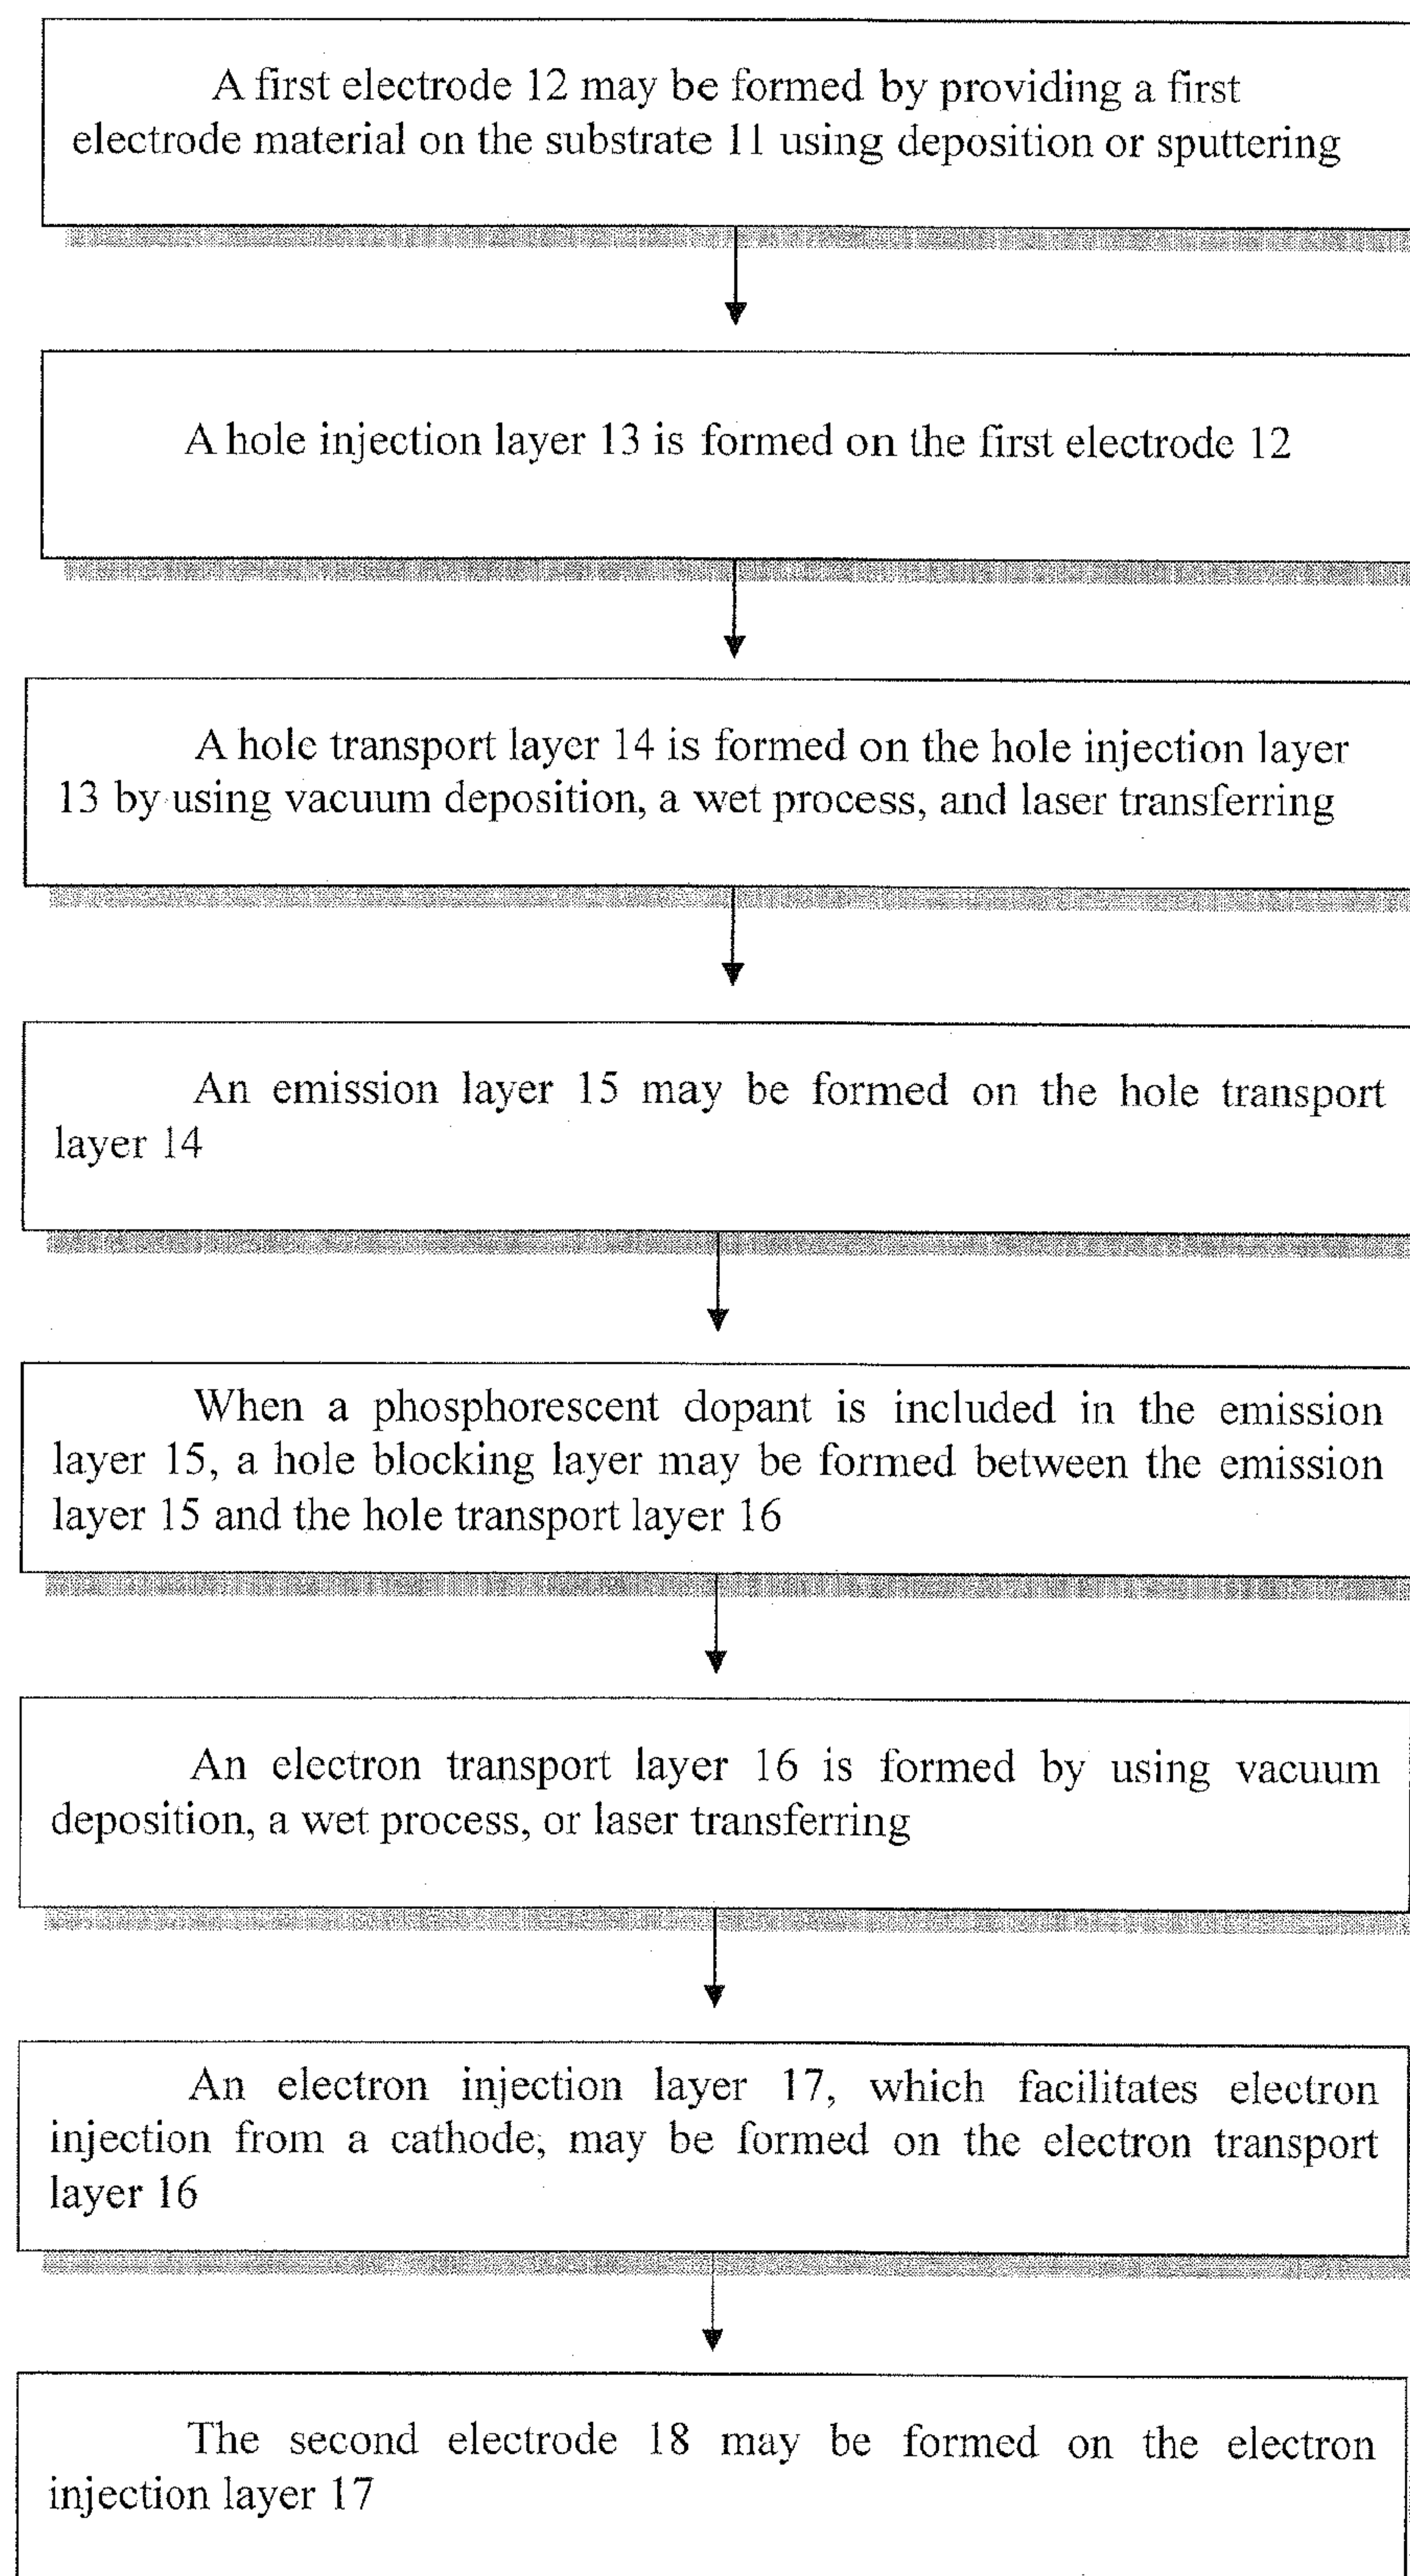 A first electrode 12 may be formed by providing a first
electrode material on the substrate 11 using deposition or sputtering
A hole injection layer 13 is formed on the first electrode 12
A hole transport layer 14 is formed on the hole injection layer
13 by using vacuum deposition, a wet process, and laser transferring
An emission layer 15 may be formed on the hole transport
layer 14
When a phosphorescent dopant is included in the emission
layer 15, a hole blocking layer may be formed between the emission
layer 15 and the hole transport layer 16
An electron transport layer 16 is formed by using vacuum
deposition, a wet process, or laser transferring
An electron injection layer 17, which facilitates electron
injection from a cathode, may be formed on the electron transport
layer 16
The second electrode 18 may be formed on the electron
injection layer 17